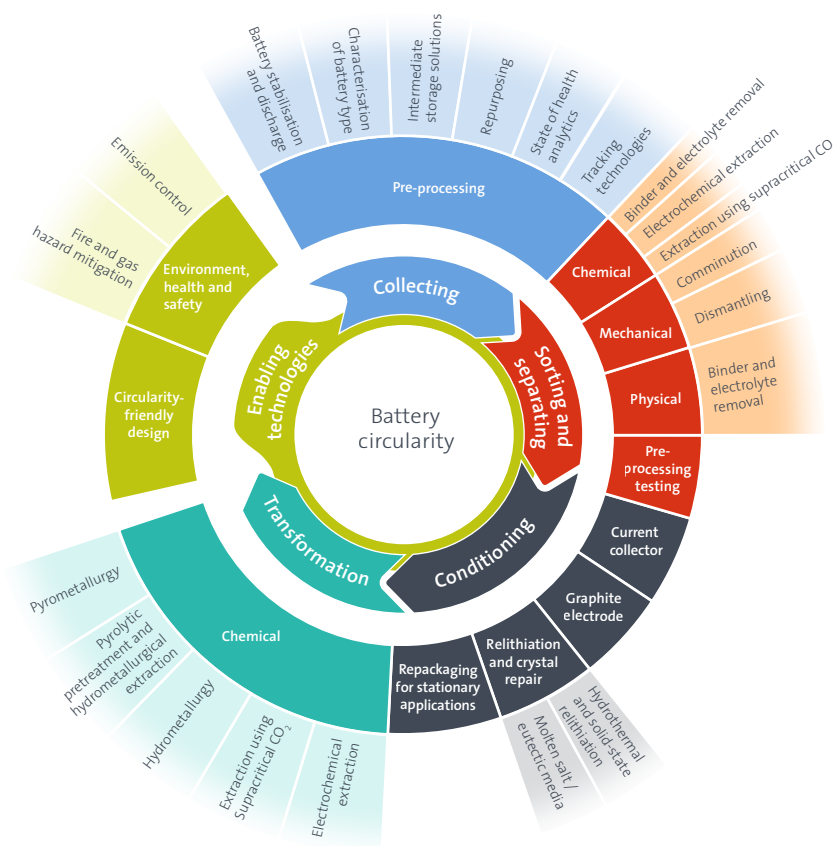 Battery
circularity
Collecting
Pre-processing
Battery stabilisation
and discharge
Characterisation
of battery type
Intermediate
storage solutions
Repurposing
State of health
analytics
Tracking
technologies
Sorting and
separating
Chemical
Binder and electrolyte removal
Electrochemical extraction
Extraction using supracritical CO
Mechanical
Comminution
Dismantling
Physical
Binder and
electrolyte
removal
Pre-
processing
testing
Conditioning
Current
collector
Graphite
electrode
Relithiation
and crystal
repair
Hydrothermal
and solid-state
relithiation
Molten salt /
eutectic media
Repackaging
for stationary
applications
Transformation
Chemical
Electrochemical
extraction
Extraction using
Supracritical CO₂
Hydrometallurgy
Pyrolytic
pretreatment and
hydrometallurgical
extraction
Pyrometallurgy
Enabling
technologies
Circularity-
friendly
design
Environment,
health and
safety
Fire and gas
hazard mitigation
Emission control